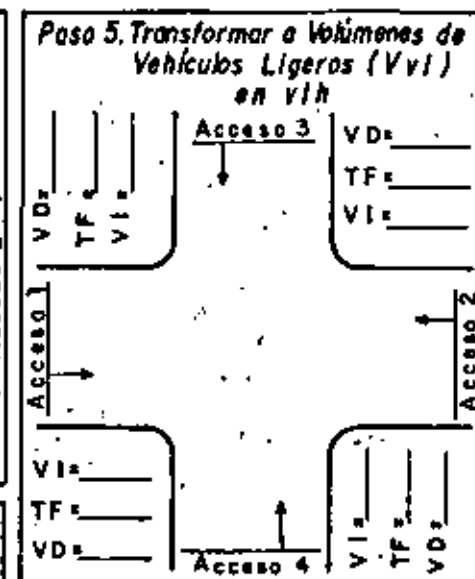 Paso 5. Transformar a Volúmenes de
Vehículos Ligeros (Vvl)
en vlh
Acceso 3
VD=
TF=
VI=
VD=
TF=
VI=
Acceso 1
Acceso 2
VI=
TF=
VD=
Acceso 4
VI=
TF=
VD=